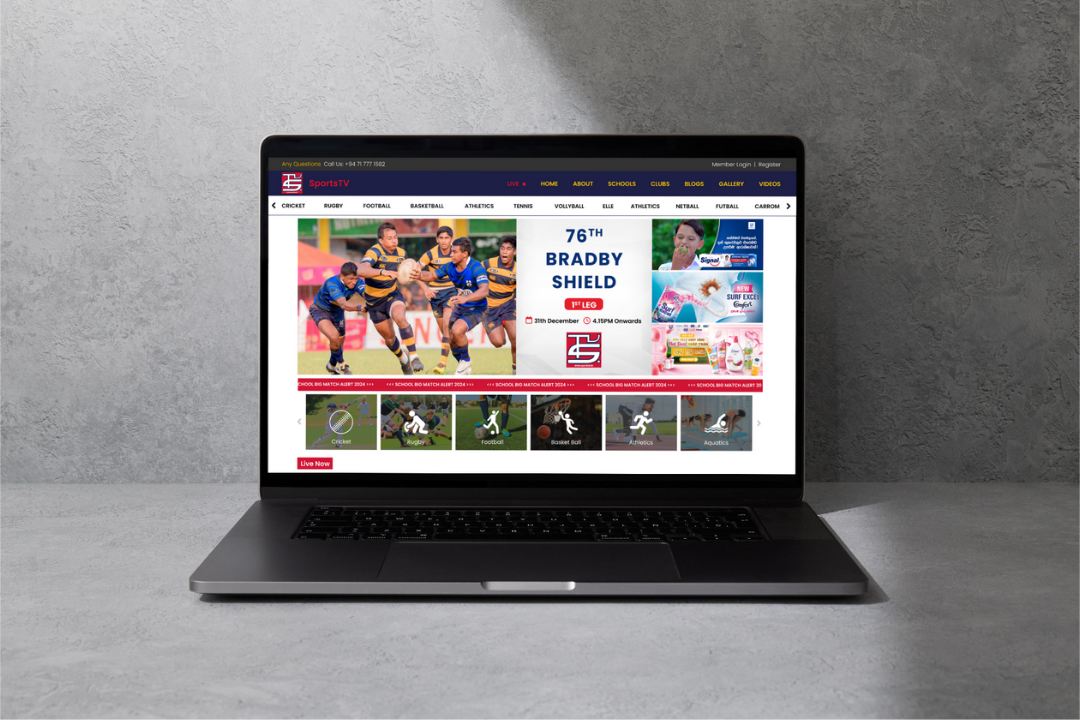 Any Questions Call Us: +94 71 777 1582
Member Login | Register
SportsTV
LIVE HOME ABOUT SCHOOLS CLUBS BLOGS GALLERY VIDEOS
CRICKET RUGBY FOOTBALL BASKETBALL ATHLETICS TENNIS VOLLYBALL ELLE ATHLETICS NETBALL FUTBALL CARROM
76TH
BRADBY
SHIELD
1ST LEG
31th December 4.15PM Onwards
Signal
NEW
SURF EXCEL
Comfort
CHOOL BIG MATCH ALERT 2024 ››› ‹‹‹ SCHOOL BIG MATCH ALERT 2024 ››› ‹‹‹ SCHOOL BIG MATCH ALERT 2024 ››› ‹‹‹ SCHOOL BIG MATCH ALERT 2024 ››› ‹‹‹ SCHOOL BIG MATCH ALERT 20
Cricket Rugby Football Basket Ball Athletics Aquatics
Live Now